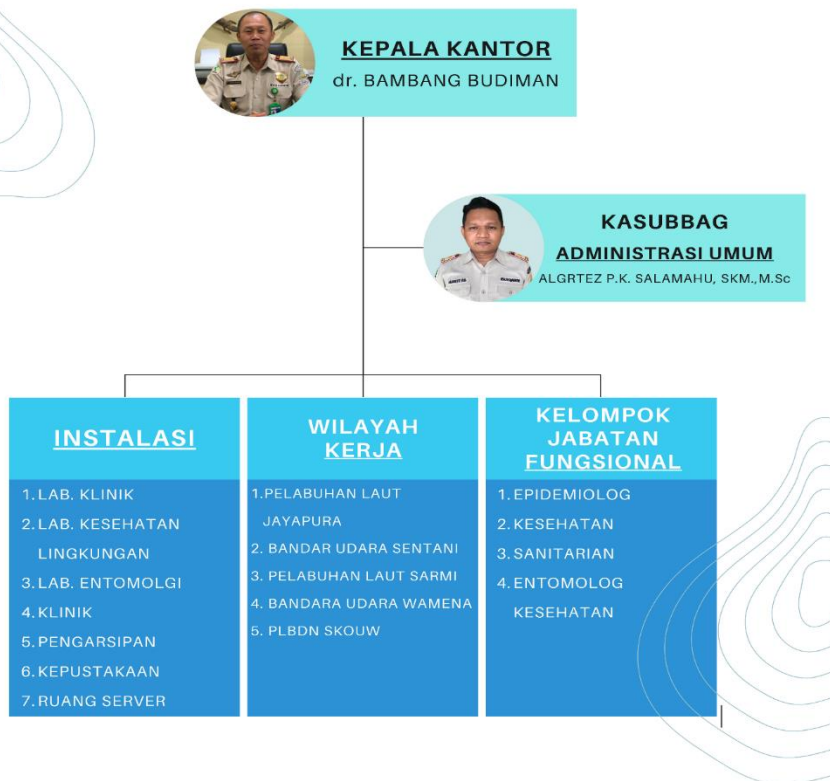 KEPALA KANTOR
dr. BAMBANG BUDIMAN
KASUBBAG
ADMINISTRASI UMUM
ALGRTEZ P.K. SALAMAHU, SKM.,M.Sc
INSTALASI
1. LAB. KLINIK
2. LAB. KESEHATAN
LINGKUNGAN
3. LAB. ENTOMOLGI
4. KLINIK
5. PENGARSIPAN
6. KEPUSTAKAAN
7. RUANG SERVER
WILAYAH
KERJA
1.PELABUHAN LAUT
JAYAPURA
2. BANDAR UDARA SENTANI
3. PELABUHAN LAUT SARMI
4. BANDARA UDARA WAMENA
5. PLBDN SKOUW
KELOMPOK
JABATAN
FUNGSIONAL
1. EPIDEMIOLOG
2. KESEHATAN
3. SANITARIAN
4. ENTOMOLOG
KESEHATAN